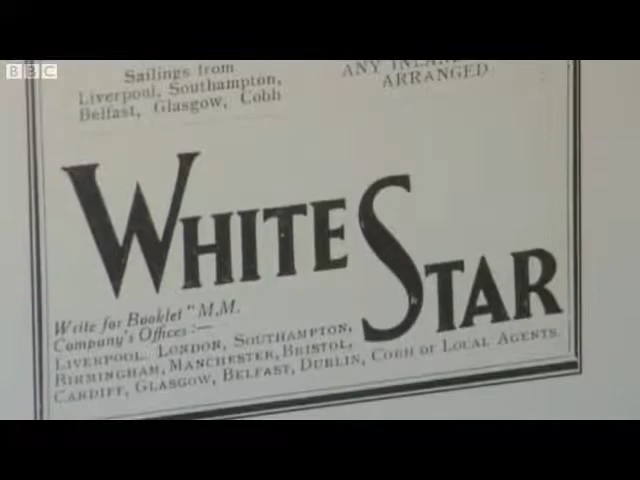 BBC
Sailings from
Liverpool, Southampton,
Belfast, Glasgow, Cobh
ANY
ARRANGED
WHITE STAR
Write for Booklet "M.M.
Company's Offices :—
LIVERPOOL, LONDON, SOUTHAMPTON,
BIRMINGHAM, MANCHESTER, BRISTOL,
CARDIFF, GLASGOW, BELFAST, DUBLIN, COBH or LOCAL AGENTS.